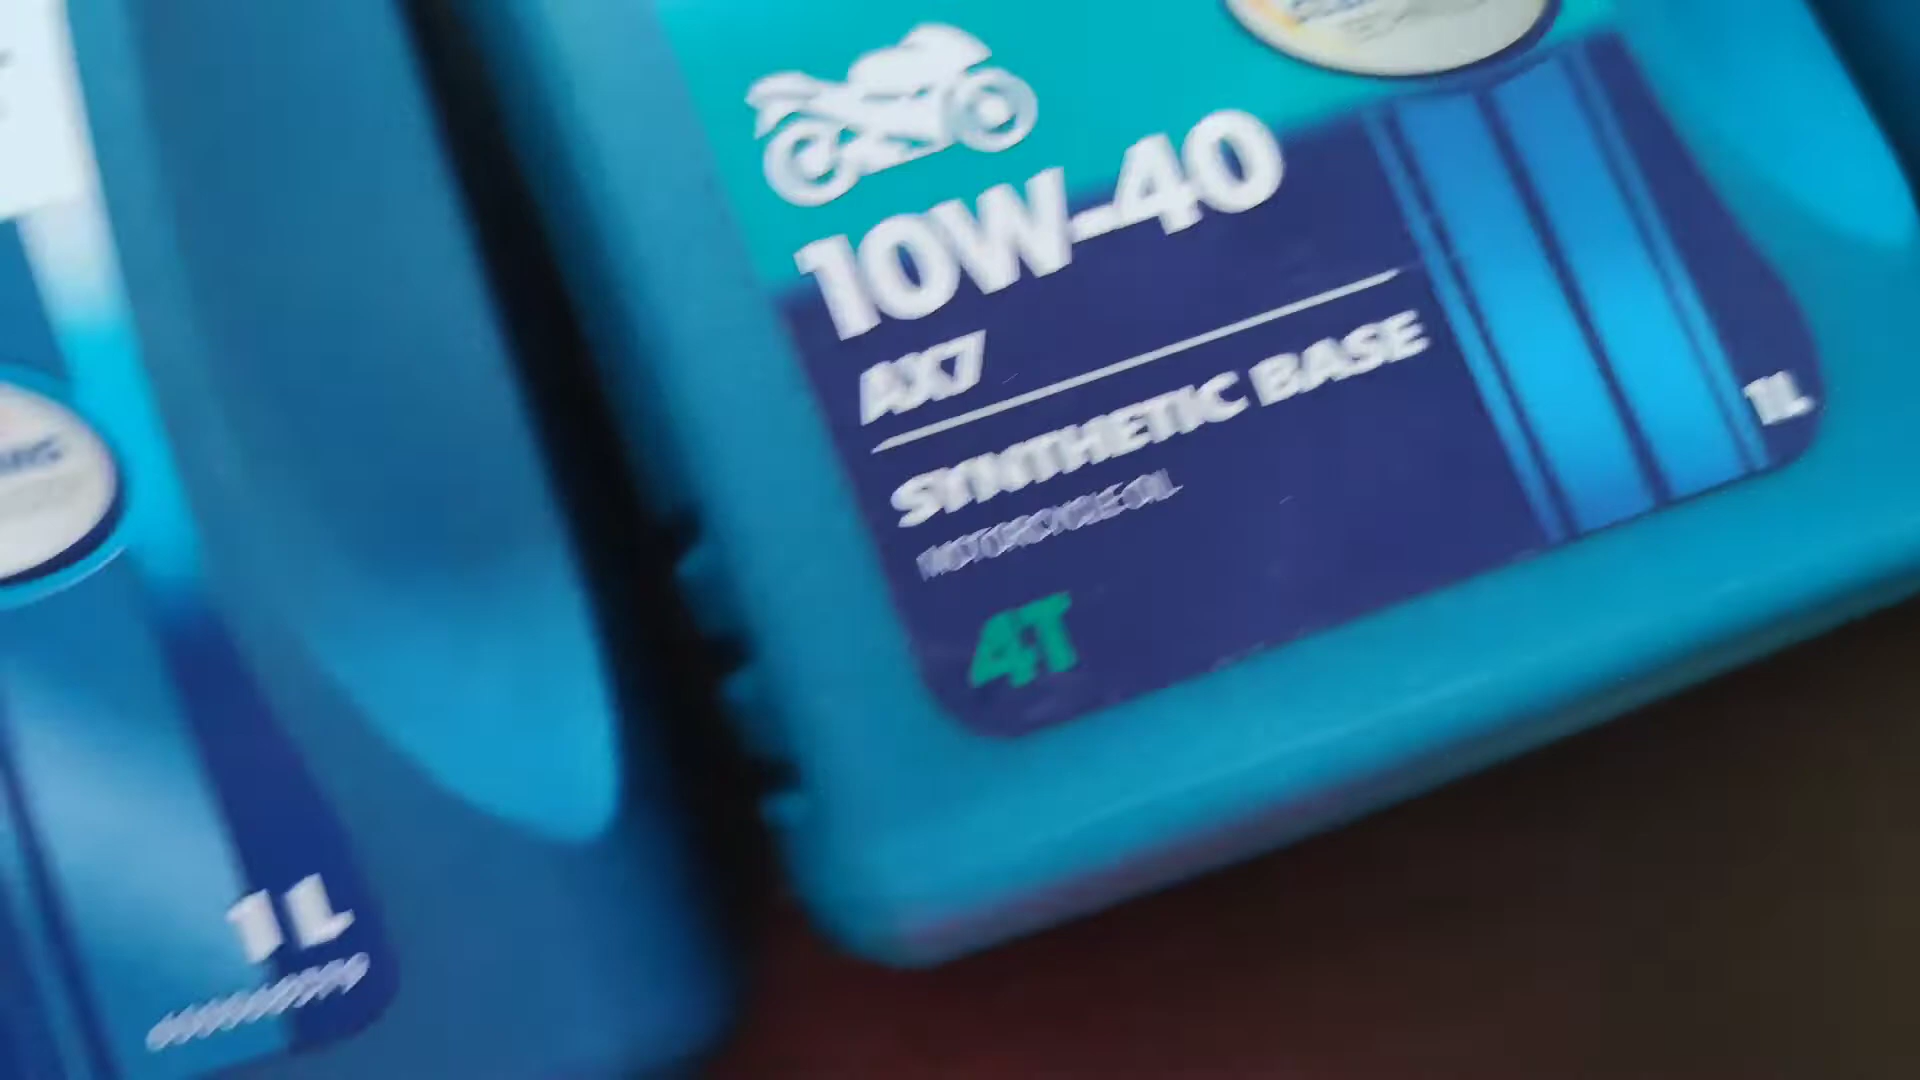 10W-40
AX7
SYNTHETIC BASE
MOTORCYCLE OIL
4T
1L
1L